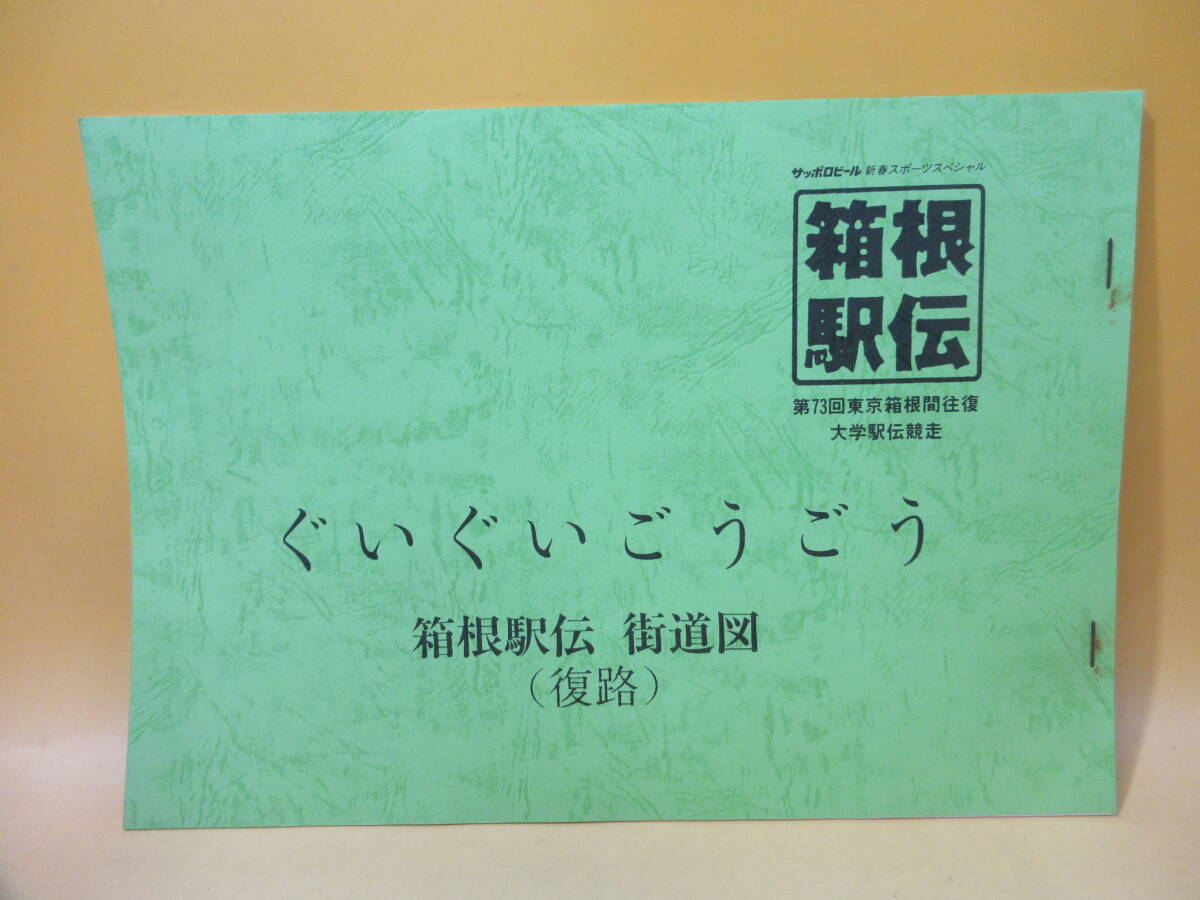 サッポロビール 新春スポーツスペシャル
箱根
駅伝
第73回東京箱根間往復
大学駅伝競走
ぐいぐいごうごう
箱根駅伝 街道図
（復路）